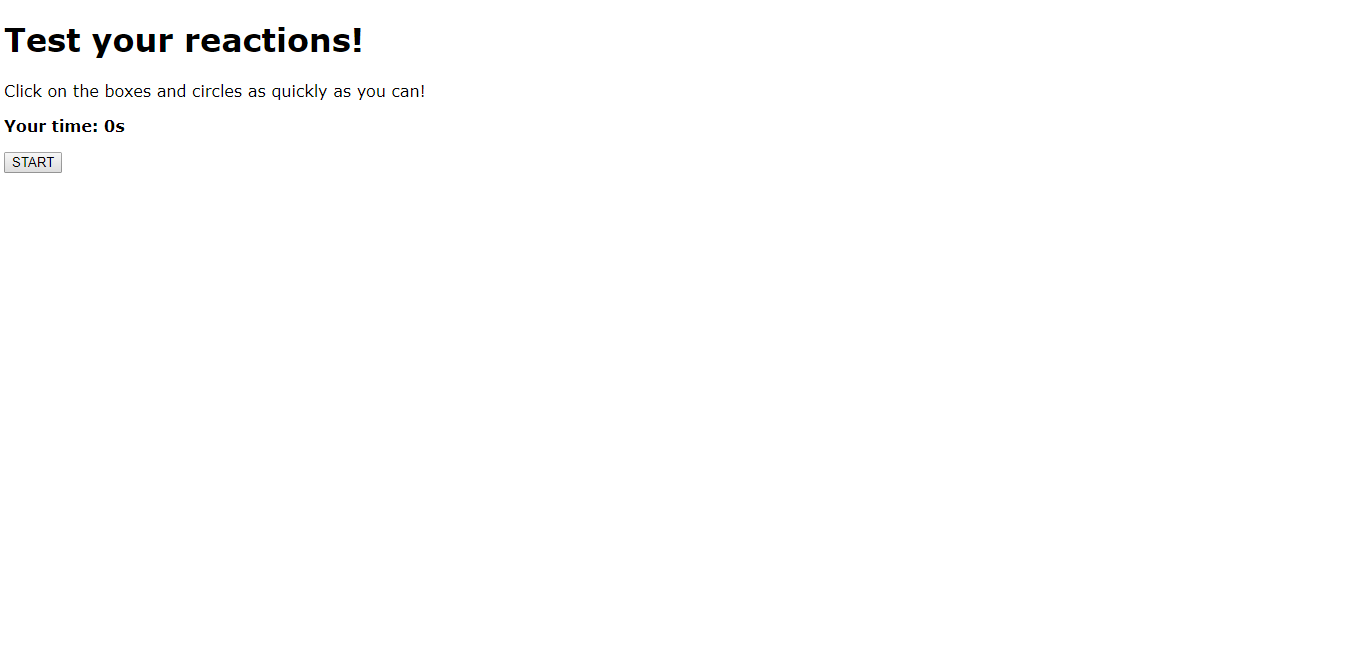 Test your reactions!
Click on the boxes and circles as quickly as you can!
Your time: 0s
START